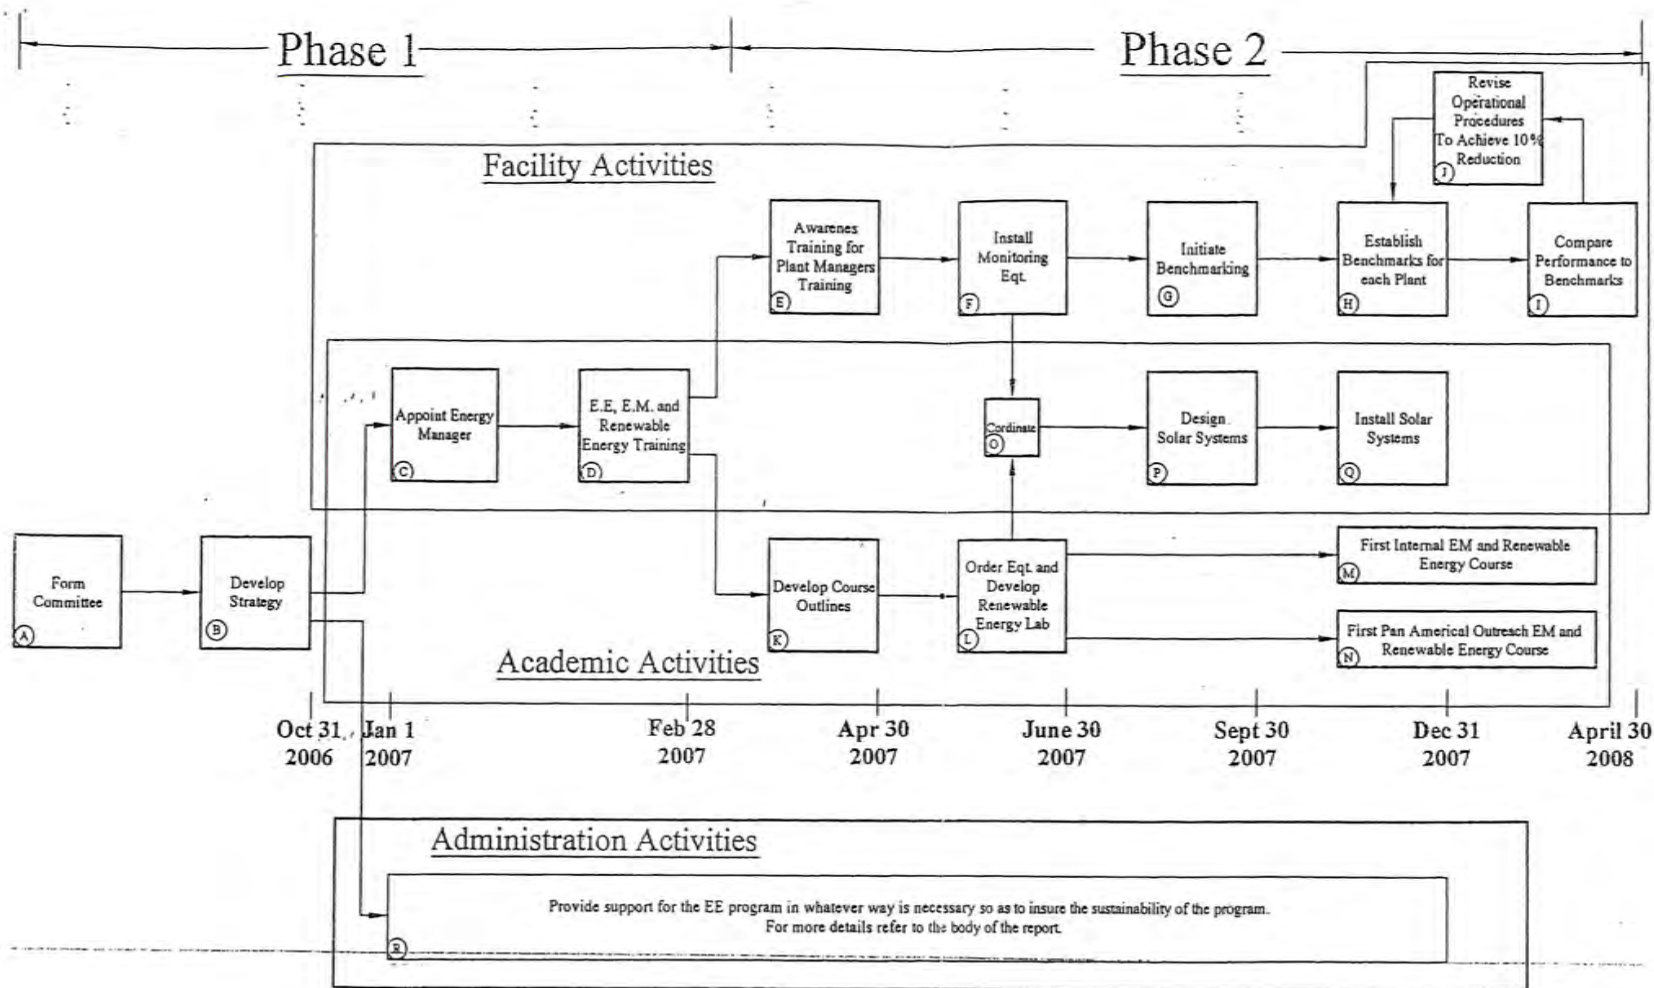 Phase 1
Phase 2
Revise
Operational
Procedures
To Achieve 10%
Reduction
J
Facility Activities
Awarenes
Training for
Plant Managers
Training
E
Install
Monitoring
Eqt.
F
Initiate
Benchmarking
G
Establish
Benchmarks for
each Plant
H
Compare
Performance to
Benchmarks
I
Appoint Energy
Manager
C
E.E, E.M. and
Renewable
Energy Training
D
Cordinate
O
Design
Solar Systems
P
Install Solar
Systems
Q
Form
Committee
A
Develop
Strategy
B
Develop Course
Outlines
K
Order Eqt. and
Develop
Renewable
Energy Lab
L
First Internal EM and Renewable
Energy Course
M
First Pan Americal Outreach EM and
Renewable Energy Course
N
Academic Activities
Oct 31
2006
Jan 1
2007
Feb 28
2007
Apr 30
2007
June 30
2007
Sept 30
2007
Dec 31
2007
April 30
2008
Administration Activities
Provide support for the EE program in whatever way is necessary so as to insure the sustainability of the program.
For more details refer to the body of the report.
R